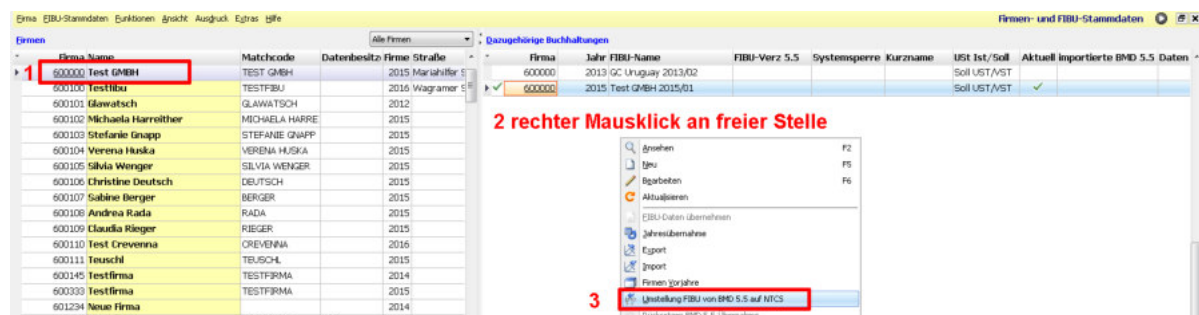 Firma FIBU-Stammdaten Funktionen Ansicht Ausdruck Extras Hilfe Firmen- und FIBU-Stammdaten
Firmen Alle Firmen Dazugehörige Buchhaltungen
Firma Name Matchcode Datenbesitz Firme Straße Firma Jahr FIBU-Name FIBU-Verz 5.5 Systemsperre Kurzname USt Ist/Soll Aktuell importierte BMD 5.5 Daten
1 600000 Test GMBH TEST GMBH 2015 Mariahilfer S 600000 2013 GC Uruguay 2013/02 Soll UST/VST
600100 Testfibu TESTFIBU 2016 Wagramer S 600000 2015 Test GMBH 2015/01 Soll UST/VST
600101 Glawatsch GLAWATSCH 2012
600102 Michaela Harreither MICHAELA HARRE 2015
2 rechter Mausklick an freier Stelle
600103 Stefanie Gnapp STEFANIE GNAPP 2015
600104 Verena Huska VERENA HUSKA 2015 Ansehen F2
600105 Silvia Wenger SILVIA WENGER 2015 Neu F5
600106 Christine Deutsch DEUTSCH 2015 Bearbeiten F6
600107 Sabine Berger BERGER 2015 Aktualisieren
600108 Andrea Rada RADA 2015 FIBU-Daten übernehmen
600109 Claudia Rieger RIEGER 2015 Jahresübernahme
600110 Test Crevenna CREVENNA 2016 Export
600111 Teuschl TEUSCHL 2015 Import
600145 Testfirma TESTFIRMA 2014 Firmen Vorjahre
600333 Testfirma TESTFIRMA 2015 3 Umstellung FIBU von BMD 5.5 auf NTCS
601234 Neue Firma 2014